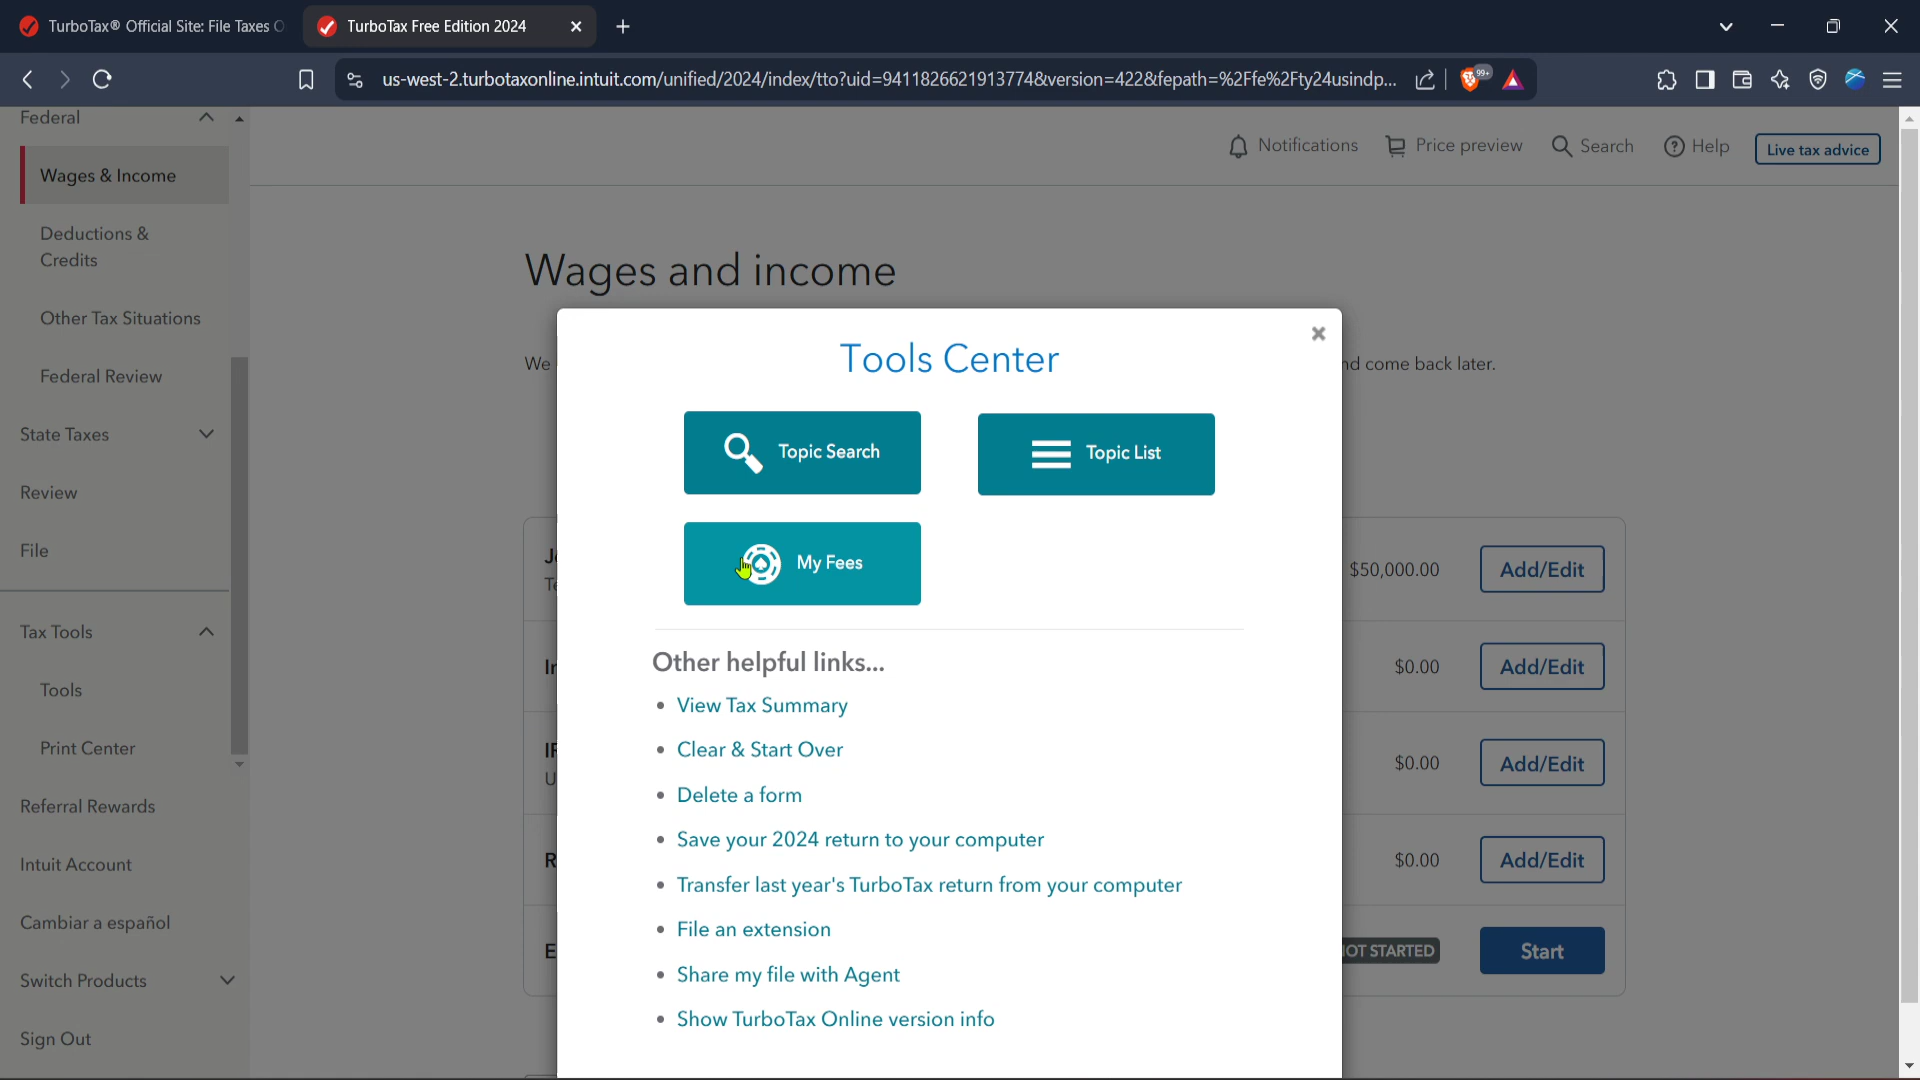 TurboTax® Official Site: File Taxes O
TurboTax Free Edition 2024
us-west-2.turbotaxonline.intuit.com/unified/2024/index/tto?uid=9411826621913774&version=422&fepath=%2Ffe%2Fty24usindp...
99+
Notifications
Price preview
Search
Help
Live tax advice
Federal
Wages & Income
Deductions &
Credits
Other Tax Situations
Federal Review
State Taxes
Review
File
Tax Tools
Tools
Print Center
Referral Rewards
Intuit Account
Cambiar a español
Switch Products
Sign Out
Wages and income
We
nd come back later.
Tools Center
Topic Search
Topic List
My Fees
Other helpful links...
• View Tax Summary
• Clear & Start Over
• Delete a form
• Save your 2024 return to your computer
• Transfer last year's TurboTax return from your computer
• File an extension
• Share my file with Agent
• Show TurboTax Online version info
$50,000.00
Add/Edit
$0.00
Add/Edit
$0.00
Add/Edit
$0.00
Add/Edit
OT STARTED
Start